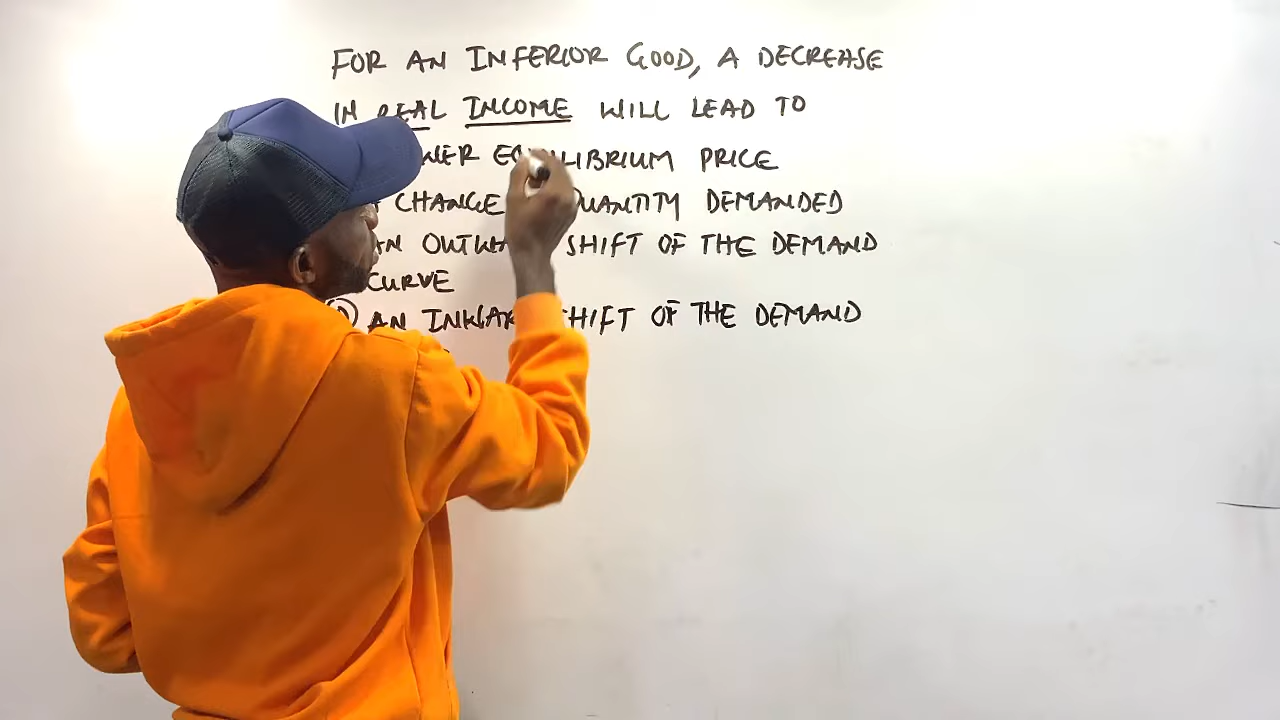 FOR AN INFERIOR GOOD, A DECREASE
IN REAL INCOME WILL LEAD TO
EQUILIBRIUM PRICE
CHANGE QUANTITY DEMANDED
AN SHIFT OF THE DEMAND
CURVE
AN SHIFT OF THE DEMAND